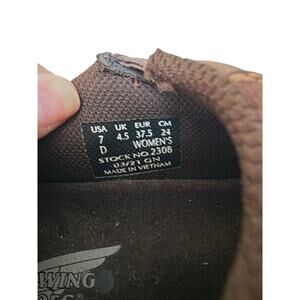 USA UK EUR CM
7 4.5 37.5 24
D WOMEN'S
STOCK NO. 2308
03/21 GN
MADE IN VIETNAM
WING